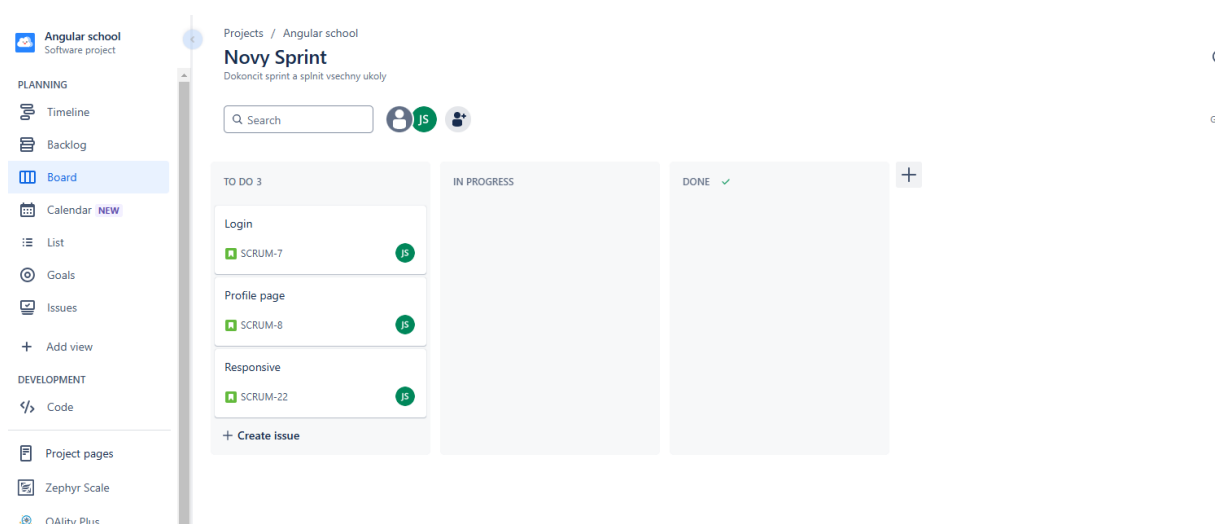 Angular school
Software project
PLANNING
Timeline
Backlog
Board
Calendar NEW
List
Goals
Issues
Add view
DEVELOPMENT
Code
Project pages
Zephyr Scale
QAlity Plus
Projects / Angular school
Novy Sprint
Dokoncit sprint a splnit vsechny ukoly
Search
JS
TO DO 3
Login
SCRUM-7
JS
Profile page
SCRUM-8
JS
Responsive
SCRUM-22
JS
+ Create issue
IN PROGRESS
DONE